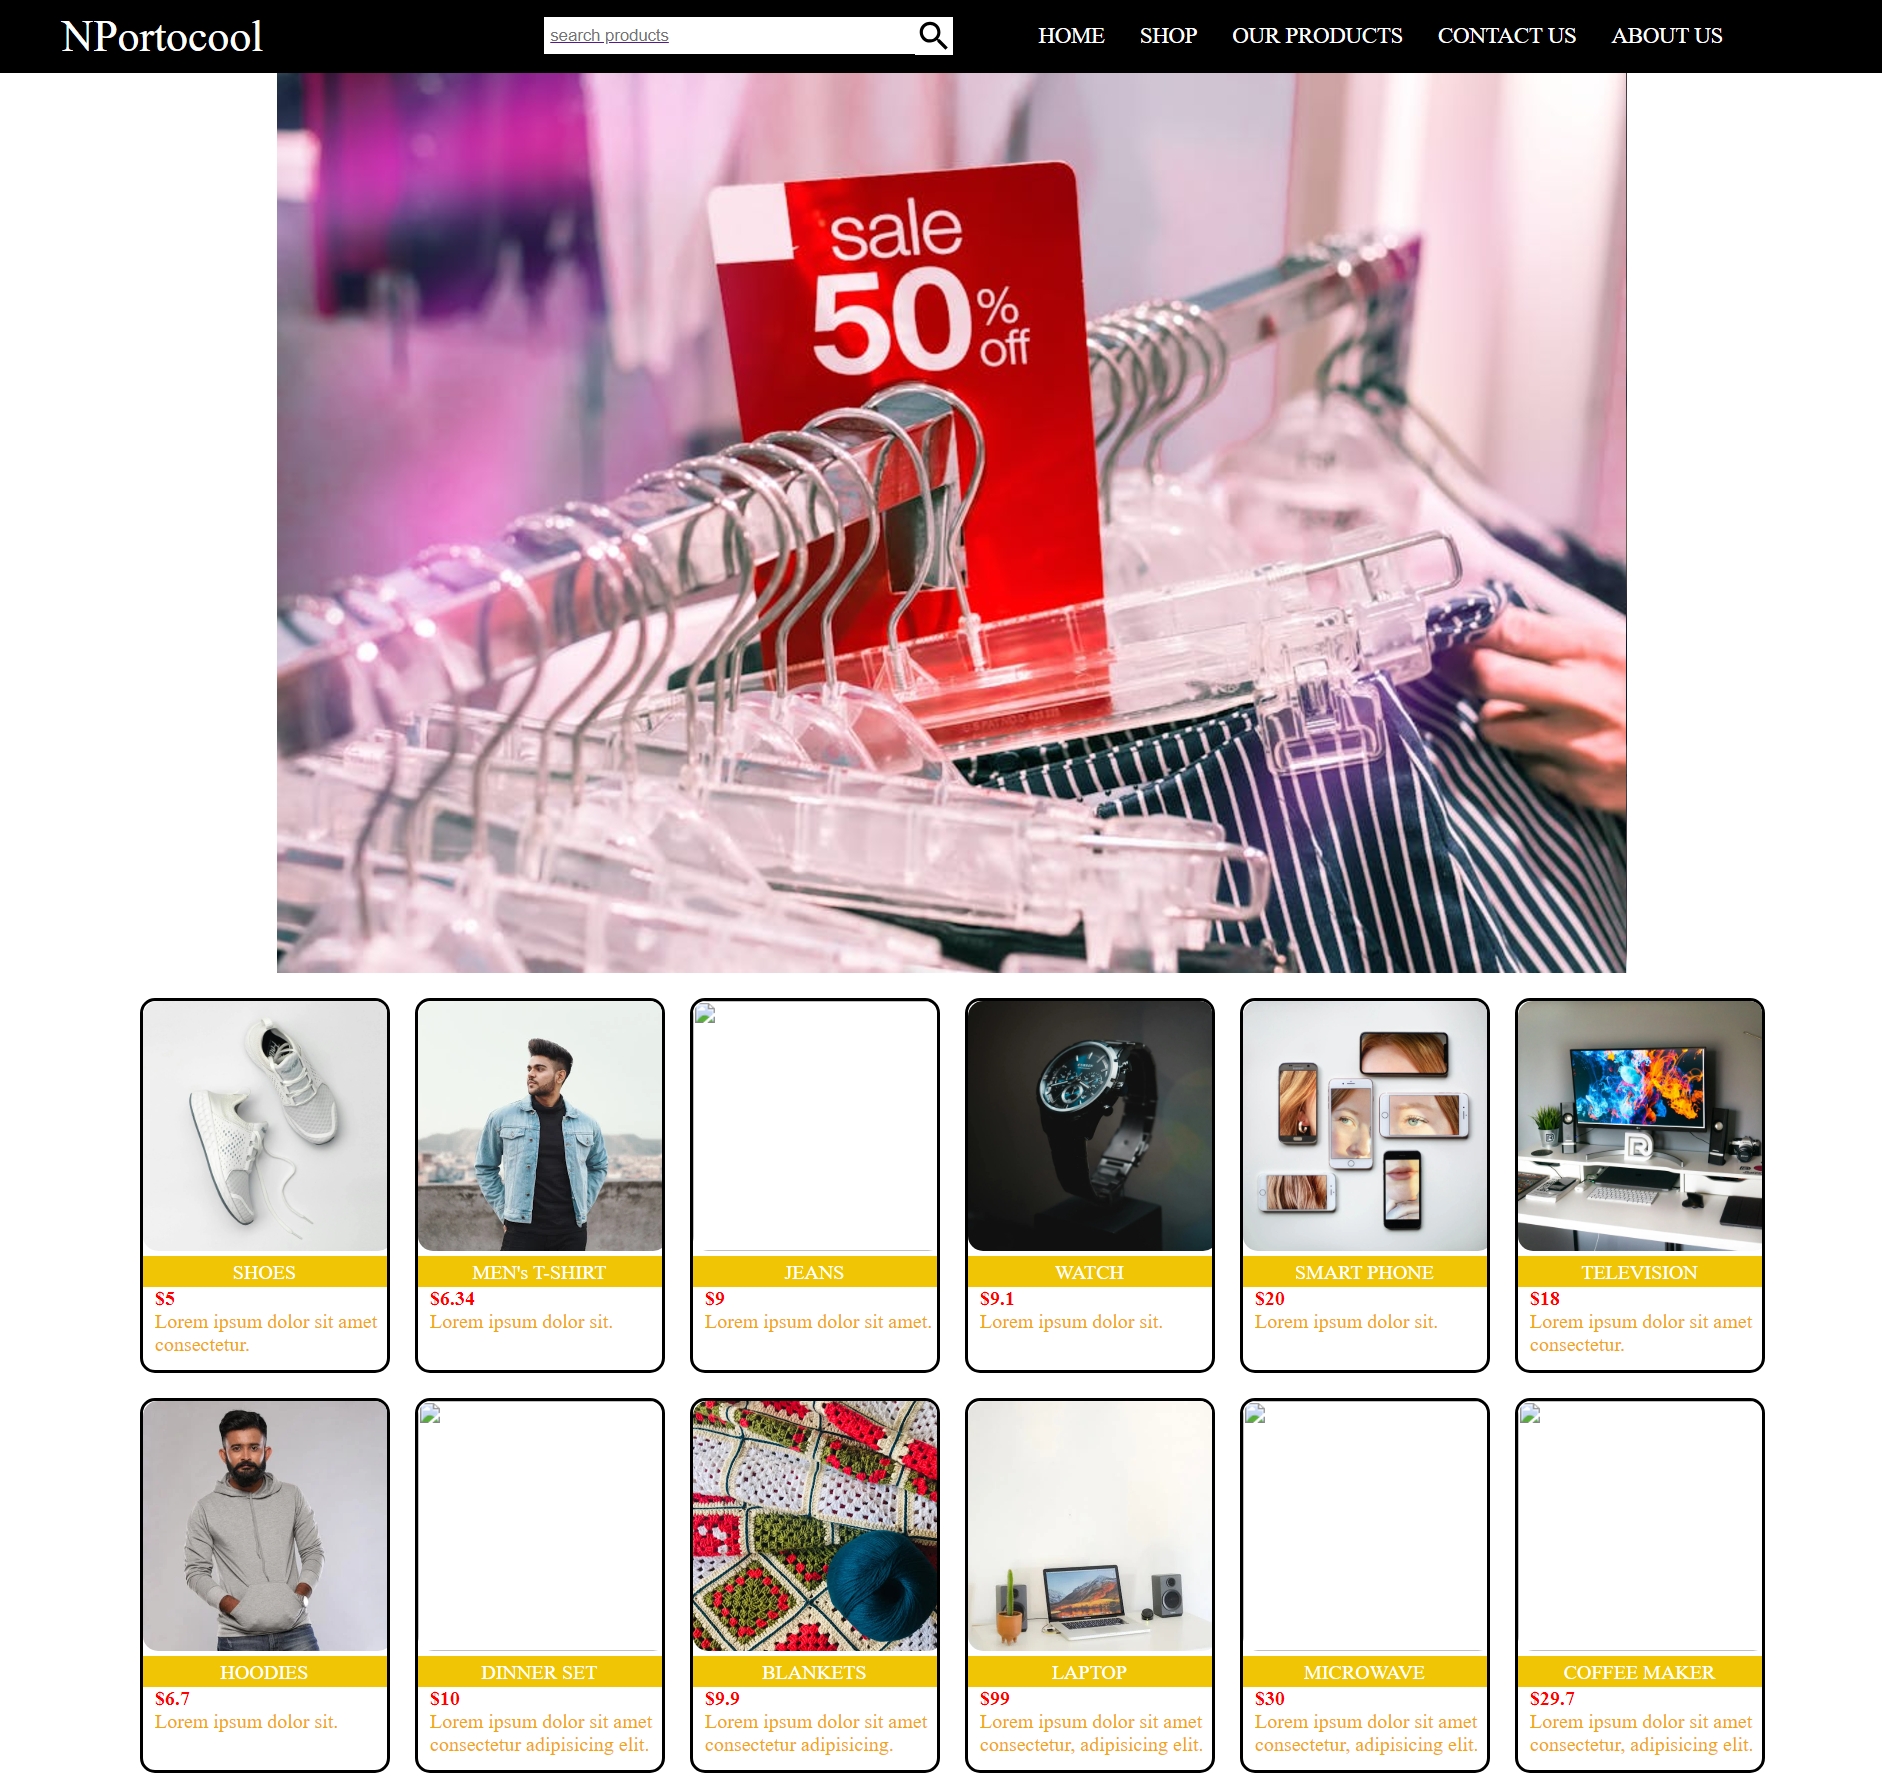 NPortocool
search products
HOME SHOP OUR PRODUCTS CONTACT US ABOUT US
sale
50%
off
SHOES
$5
Lorem ipsum dolor sit amet
consectetur.
MEN's T-SHIRT
$6.34
Lorem ipsum dolor sit.
JEANS
$9
Lorem ipsum dolor sit amet.
WATCH
$9.1
Lorem ipsum dolor sit.
SMART PHONE
$20
Lorem ipsum dolor sit.
TELEVISION
$18
Lorem ipsum dolor sit amet
consectetur.
HOODIES
$6.7
Lorem ipsum dolor sit.
DINNER SET
$10
Lorem ipsum dolor sit amet
consectetur adipisicing elit.
BLANKETS
$9.9
Lorem ipsum dolor sit amet
consectetur adipisicing.
LAPTOP
$99
Lorem ipsum dolor sit amet
consectetur, adipisicing elit.
MICROWAVE
$30
Lorem ipsum dolor sit amet
consectetur, adipisicing elit.
COFFEE MAKER
$29.7
Lorem ipsum dolor sit amet
consectetur, adipisicing elit.